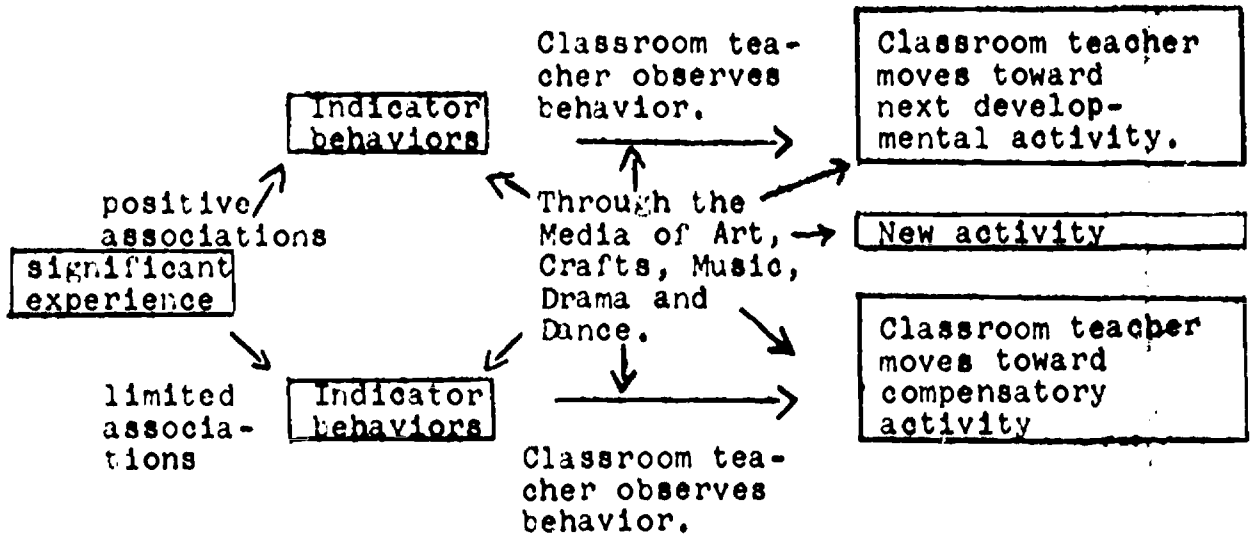 Classroom tea-
cher observes
behavior.
Classroom teacher
moves toward
next develop-
mental activity.
Indicator
behaviors
positive
associations
significant
experience
Through the
Media of Art,
Crafts, Music,
Drama and
Dance.
New activity
limited
associa-
tions
Indicator
behaviors
Classroom teacher
moves toward
compensatory
activity
Classroom tea-
cher observes
behavior.